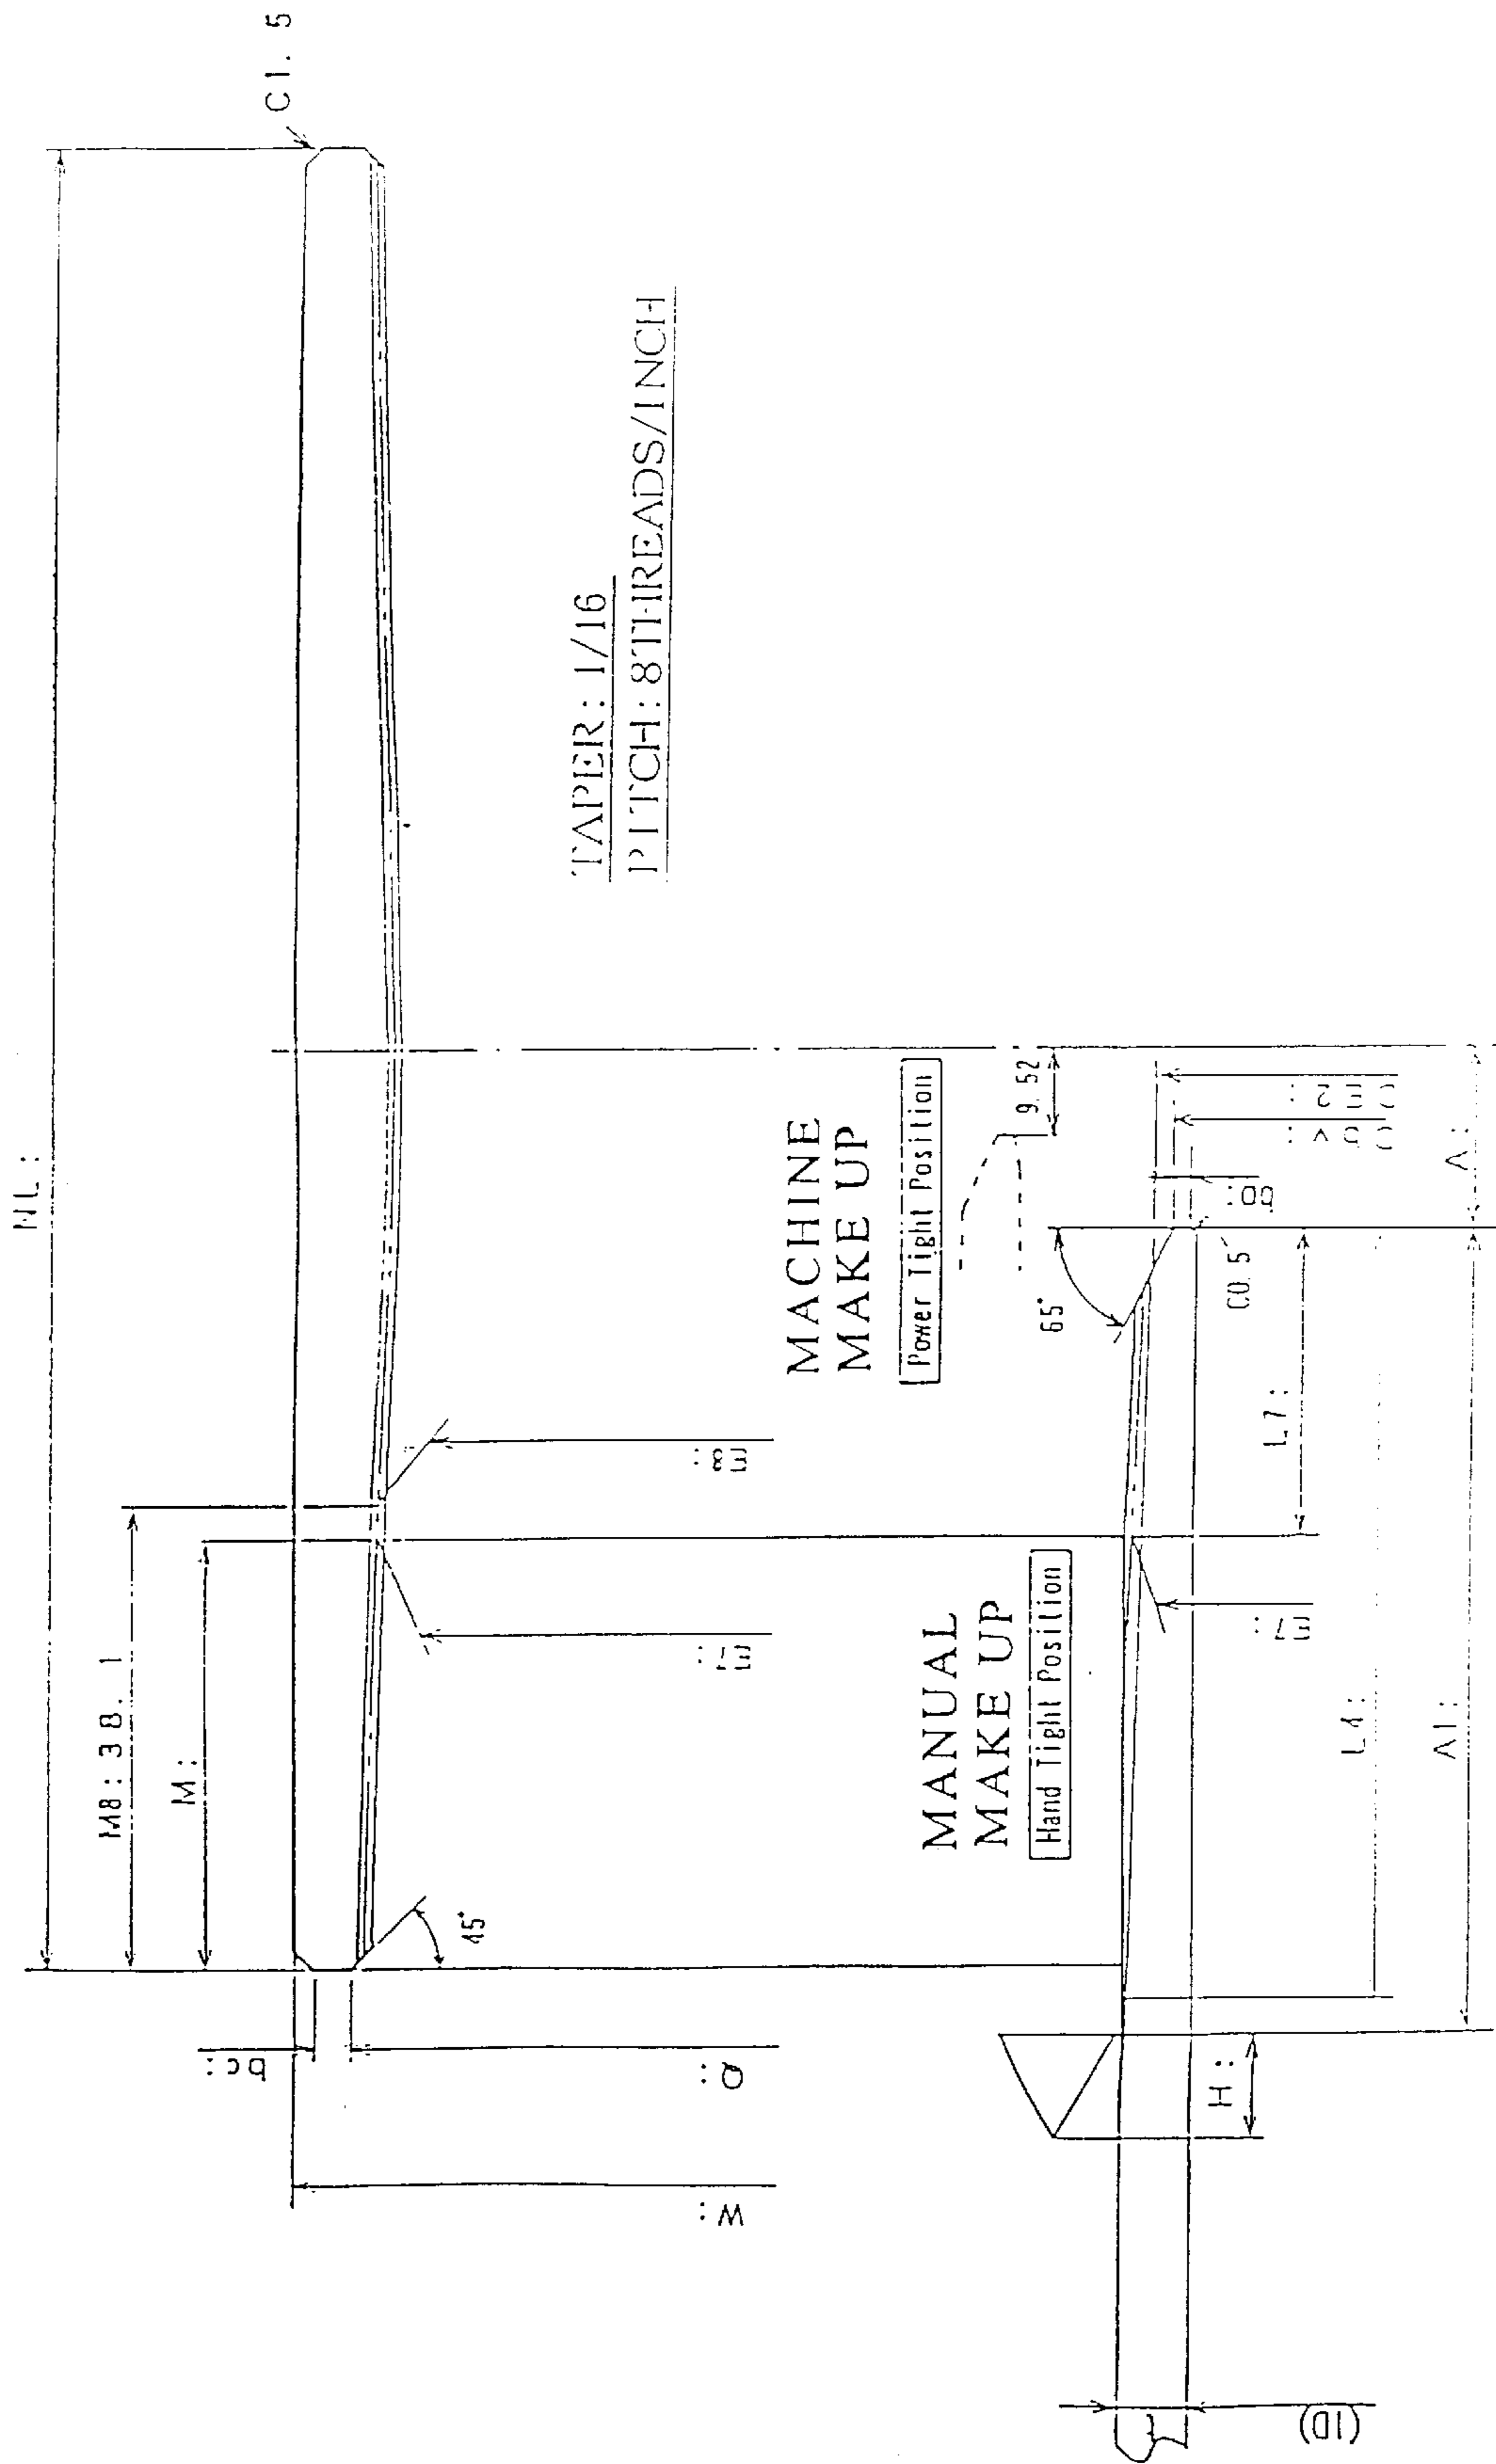 NL:
C1. 5
M8: 38. 1
M:
bc:
Q:
W:
45°
E7:
E8:
TAPER: 1/16
PITCH: 8THREADS/INCH
MACHINE
MAKE UP
Power Tight Position
9.52
MANUAL
MAKE UP
Hand Tight Position
65°
C0.5
E7:
L7:
L4:
A1:
A:
H:
(ID)